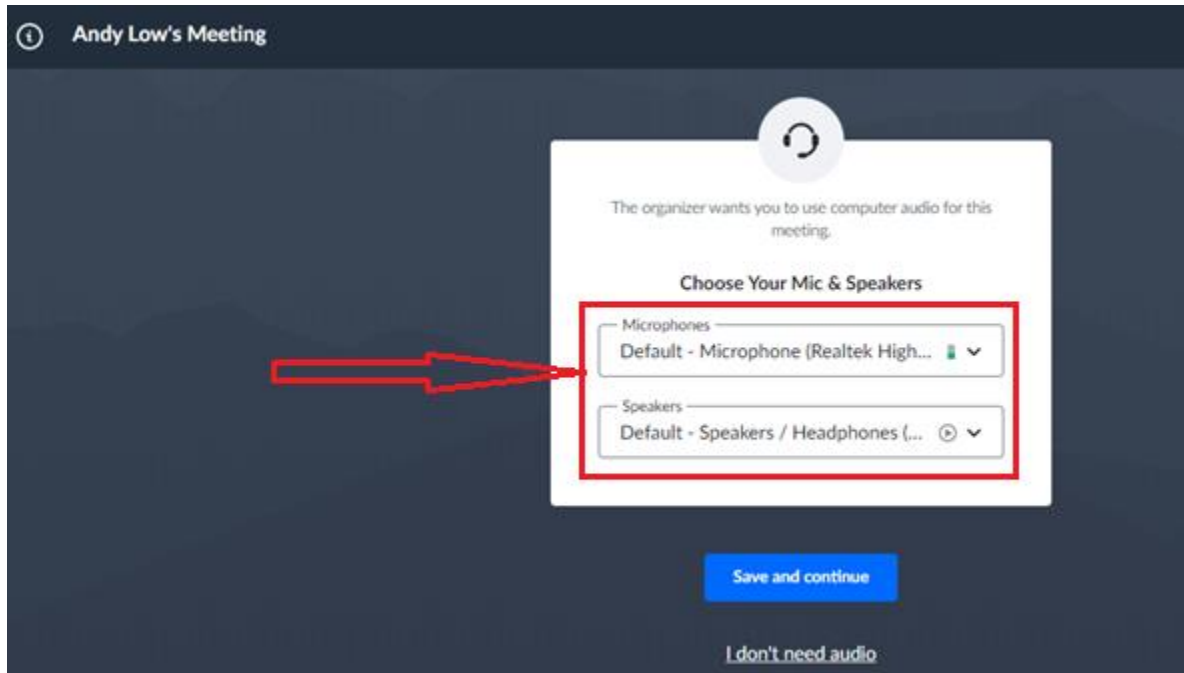 Andy Low's Meeting
The organizer wants you to use computer audio for this
meeting.
Choose Your Mic & Speakers
Microphones
Default - Microphone (Realtek High...
Speakers
Default - Speakers / Headphones (...
Save and continue
I don't need audio